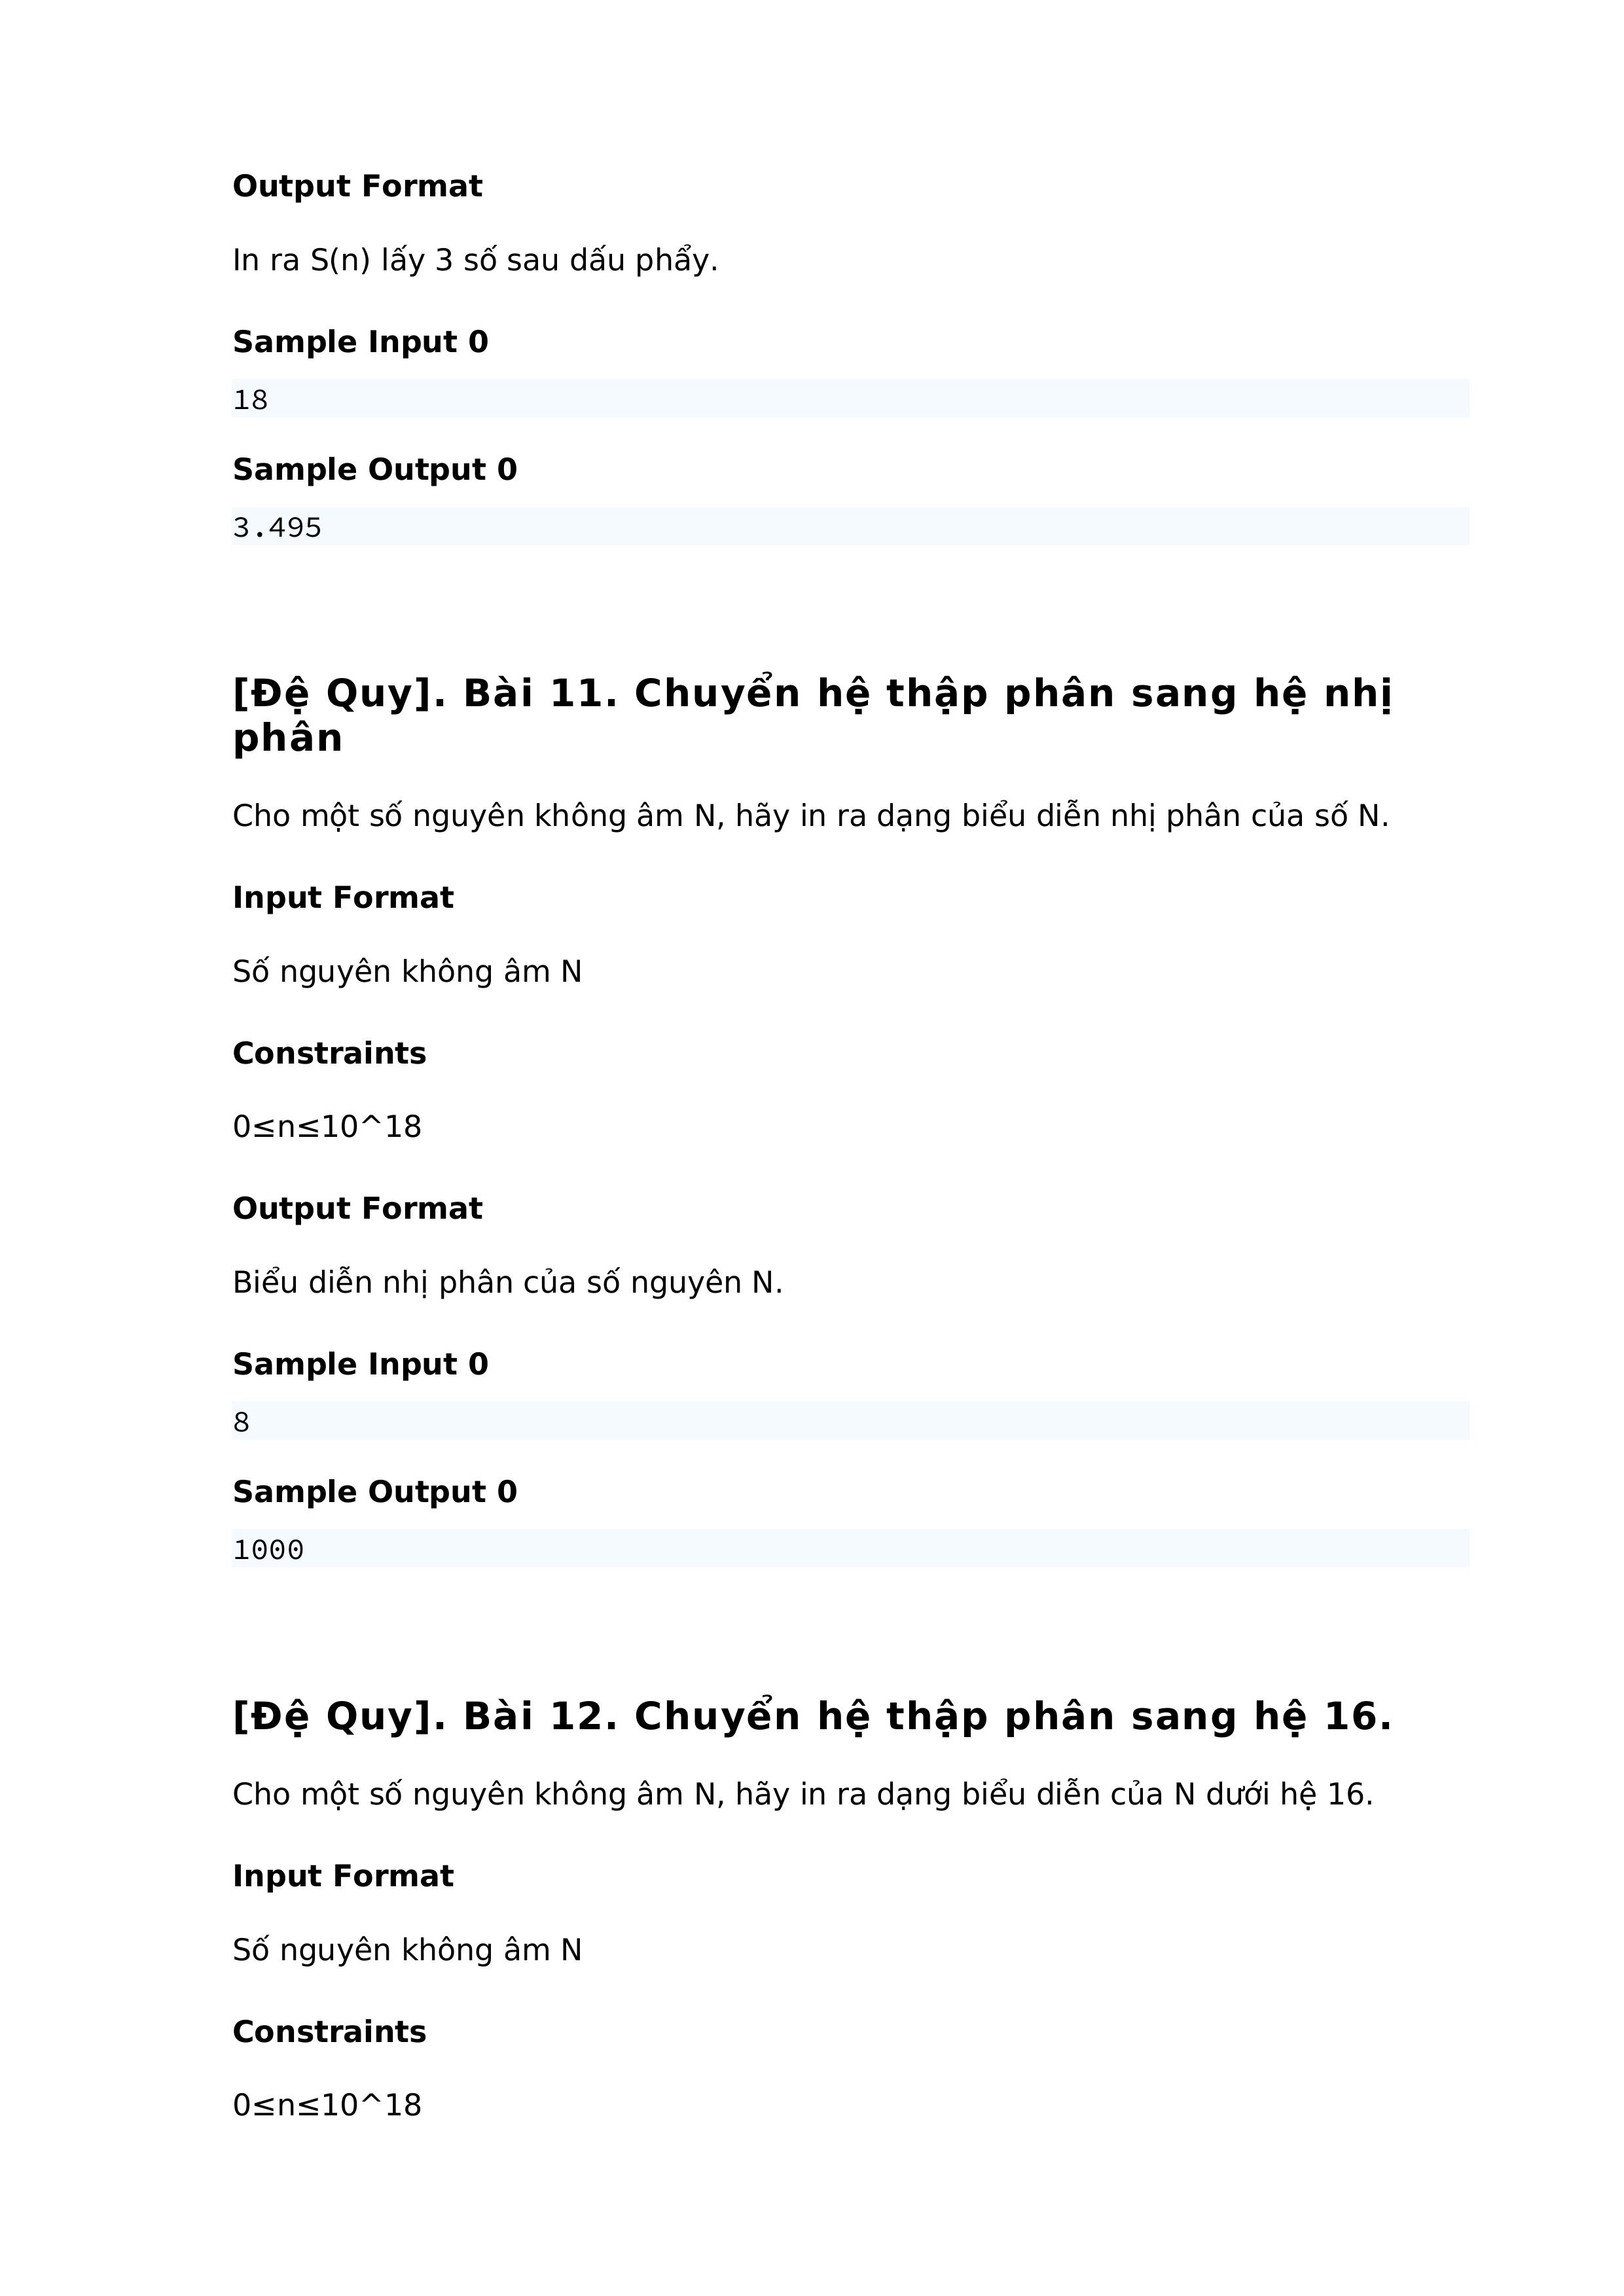 Output Format
In ra S(n) lấy 3 số sau dấu phẩy.
Sample Input 0
18
Sample Output 0
3.495
[Đệ Quy]. Bài 11. Chuyển hệ thập phân sang hệ nhị
phân
Cho một số nguyên không âm N, hãy in ra dạng biểu diễn nhị phân của số N.
Input Format
Số nguyên không âm N
Constraints
0≤n≤10^18
Output Format
Biểu diễn nhị phân của số nguyên N.
Sample Input 0
8
Sample Output 0
1000
[Đệ Quy]. Bài 12. Chuyển hệ thập phân sang hệ 16.
Cho một số nguyên không âm N, hãy in ra dạng biểu diễn của N dưới hệ 16.
Input Format
Số nguyên không âm N
Constraints
0≤n≤10^18